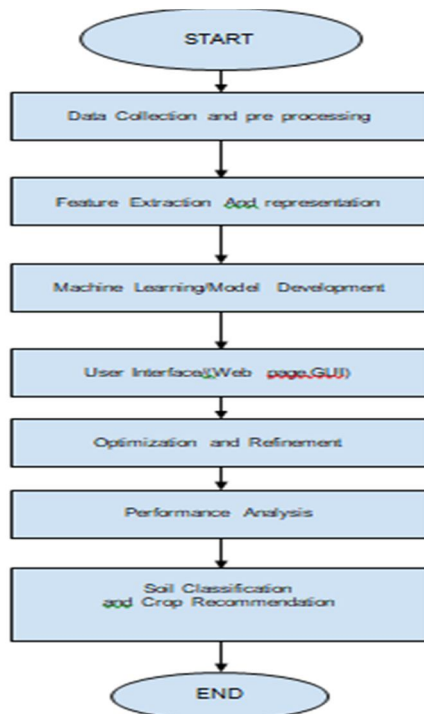 START
Data Collection and pre processing
Feature Extraction And representation
Machine Learning/Model Development
User Interface/(Web page,GUI)
Optimization and Refinement
Performance Analysis
Soil Classification
and Crop Recommendation
END